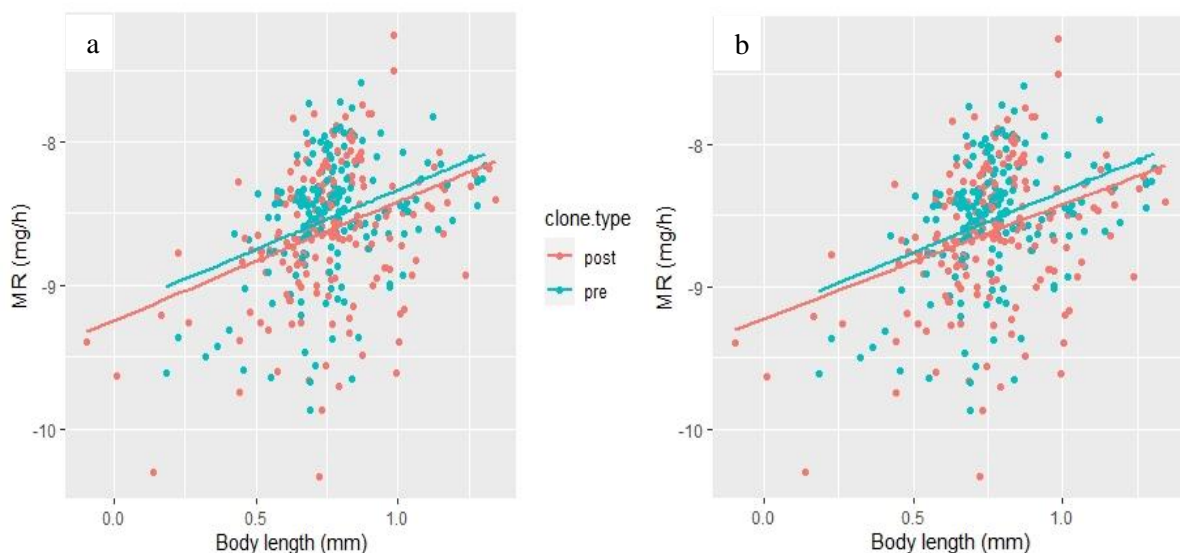 a
MR (mg/h)
-8
-9
-10
0.0 0.5 1.0
Body length (mm)
clone.type
post
pre
b
MR (mg/h)
-8
-9
-10
0.0 0.5 1.0
Body length (mm)